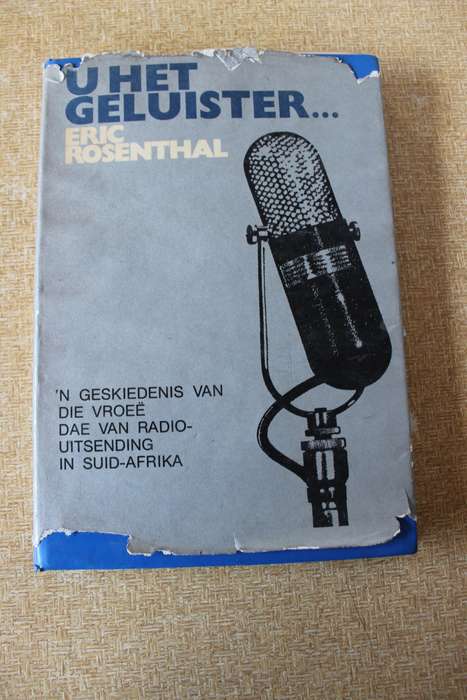 U HET
GELUISTER...
ERIC
ROSENTHAL
'N GESKIEDENIS VAN
DIE VROEË
DAE VAN RADIO-
UITSENDING
IN SUID-AFRIKA